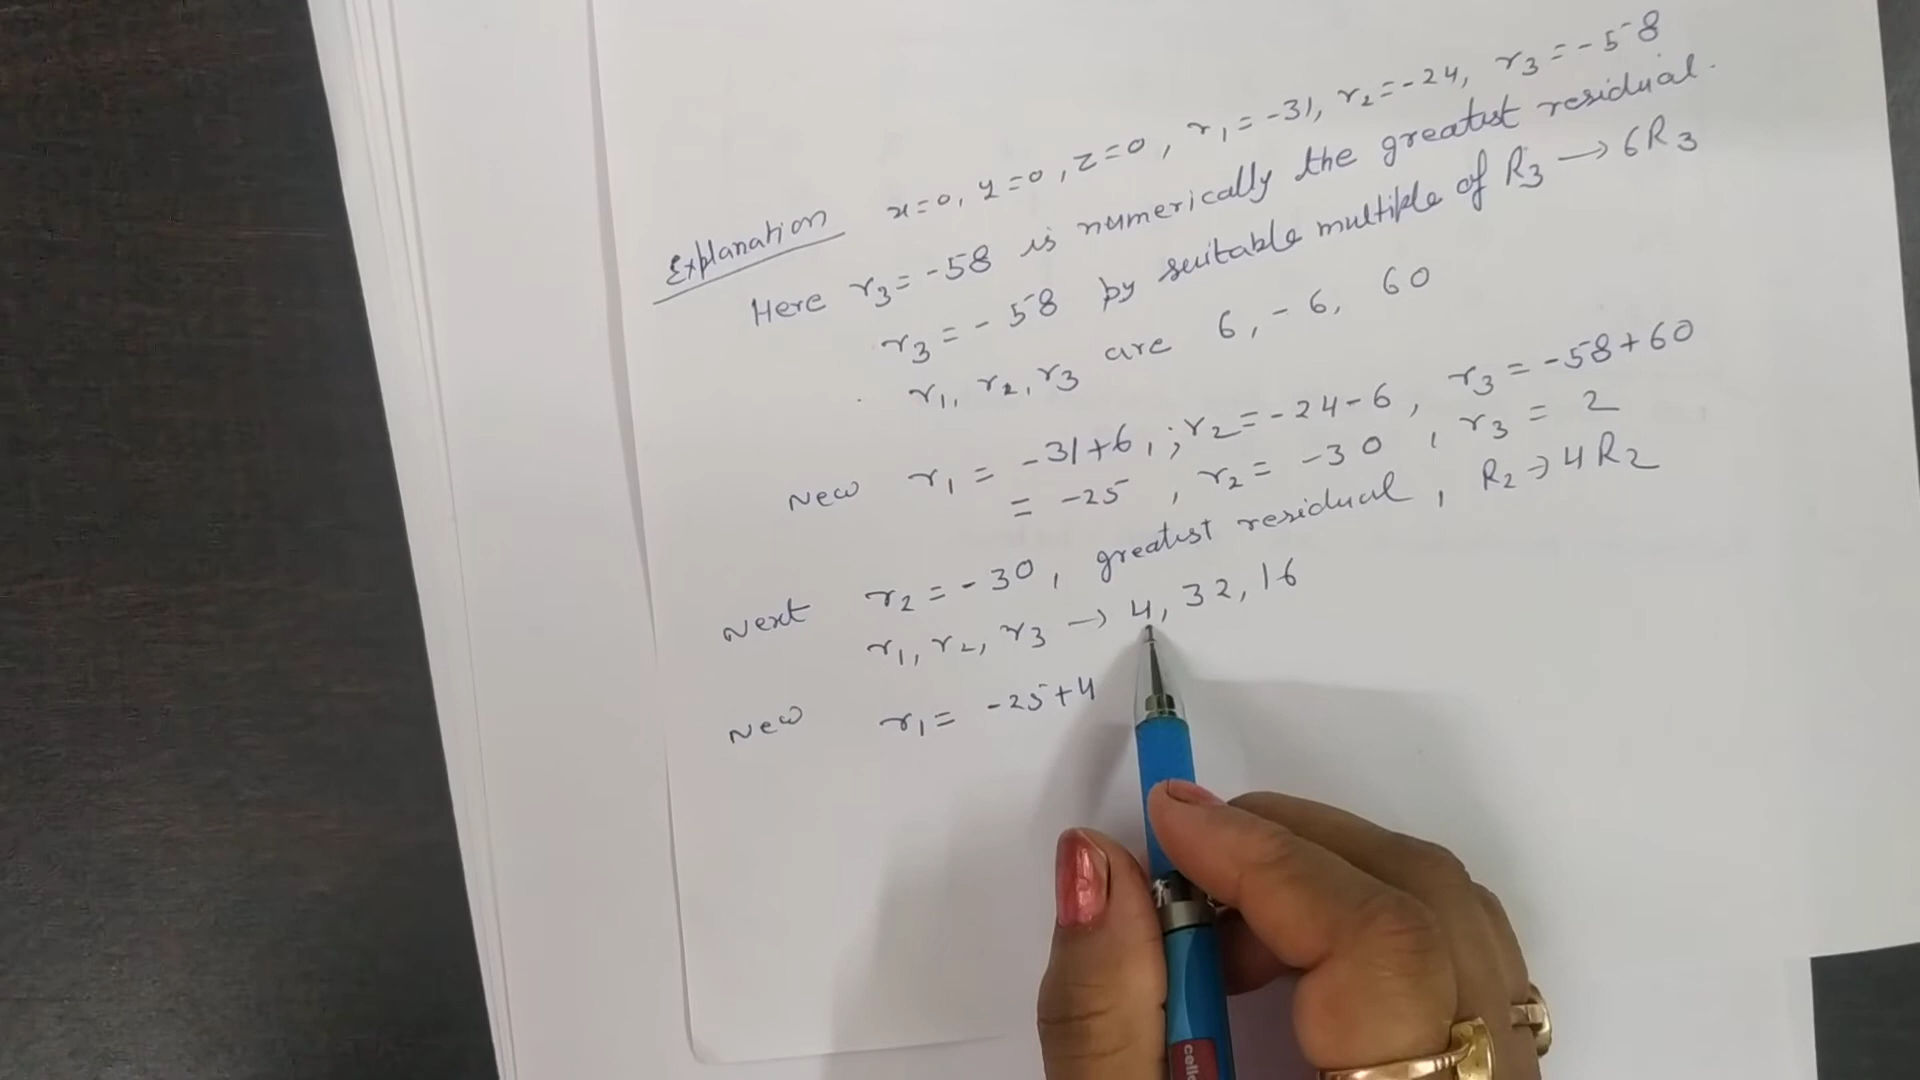 Explanation x=0, y=0, z=0, r1=-31, r2=-24, r3=-58
Here r3=-58 is numerically the greatest residual.
r3=-58 by suitable multiple of R3→6R3
r1, r2, r3 are 6, -6, 60
New r1 = -31+6, ; r2=-24-6, r3=-58+60
= -25, r2= -30, r3= 2
Next r2=-30, greatest residual, R2→4R2
r1, r2, r3→ 4, 32, 16
New r1= -25+4
cello